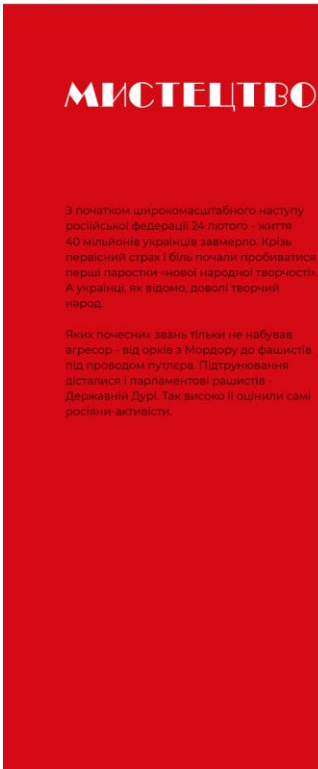 МИСТЕЦТВО
З початком широкомасштабного наступу
російської федерації 24 лютого - життя
40 мільйонів українців завмерло. Крізь
первісний страх і біль почали пробиватися
перші паростки «нової народної творчості».
А українці, як відомо, доволі творчий
народ.
Яких почесних звань тільки не набував
агресор - від орків з Мордору до фашистів
під проводом путлєра. Підтрунювання
дісталися і парламентові рашистів -
Державній Дурі. Так високо її оцінили самі
росіяни-активісти.